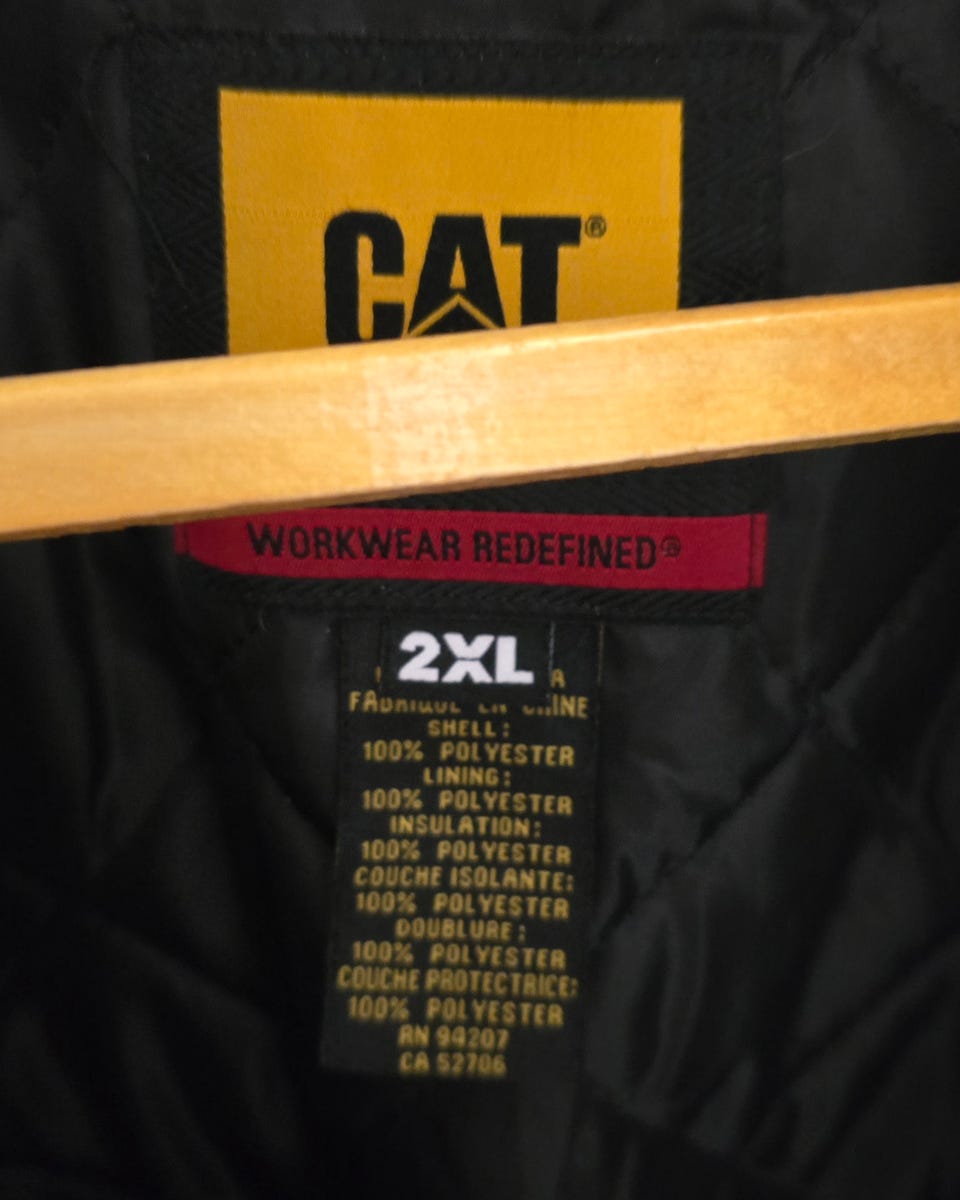 CAT®
WORKWEAR REDEFINED®
2XL
SHELL:
100% POLYESTER
LINING:
100% POLYESTER
INSULATION:
100% POLYESTER
COUCHE ISOLANTE:
100% POLYESTER
DOUBLURE:
100% POLYESTER
COUCHE PROTECTRICE:
100% POLYESTER
RN 94207
CA 52706